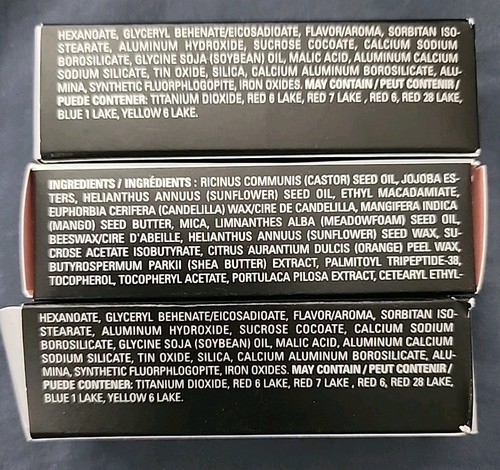 HEXANOATE, GLYCERYL BEHENATE/EICOSADIOATE, FLAVOR/AROMA, SORBITAN ISO-
STEARATE, ALUMINUM HYDROXIDE, SUCROSE COCOATE, CALCIUM SODIUM
BOROSILICATE, GLYCINE SOJA (SOYBEAN) OIL, MALIC ACID, ALUMINUM CALCIUM
SODIUM SILICATE, TIN OXIDE, SILICA, CALCIUM ALUMINUM BOROSILICATE, ALU-
MINA, SYNTHETIC FLUORPHLOGOPITE, IRON OXIDES. MAY CONTAIN / PEUT CONTENIR /
PUEDE CONTENER: TITANIUM DIOXIDE, RED 6 LAKE, RED 7 LAKE , RED 6, RED 28 LAKE,
BLUE 1 LAKE, YELLOW 6 LAKE.
INGREDIENTS / INGRÉDIENTS : RICINUS COMMUNIS (CASTOR) SEED OIL, JOJOBA ES-
TERS, HELIANTHUS ANNUUS (SUNFLOWER) SEED OIL, ETHYL MACADAMIATE,
EUPHORBIA CERIFERA (CANDELILLA) WAX/CIRE DE CANDELILLA, MANGIFERA INDICA
(MANGO) SEED BUTTER, MICA, LIMNANTHES ALBA (MEADOWFOAM) SEED OIL,
BEESWAX/CIRE D'ABEILLE, HELIANTHUS ANNUUS (SUNFLOWER) SEED WAX, SU-
CROSE ACETATE ISOBUTYRATE, CITRUS AURANTIUM DULCIS (ORANGE) PEEL WAX,
BUTYROSPERMUM PARKII (SHEA BUTTER) EXTRACT, PALMITOYL TRIPEPTIDE-38,
TOCOPHEROL, TOCOPHERYL ACETATE, PORTULACA PILOSA EXTRACT, CETEARYL ETHYL-
HEXANOATE, GLYCERYL BEHENATE/EICOSADIOATE, FLAVOR/AROMA, SORBITAN ISO-
STEARATE, ALUMINUM HYDROXIDE, SUCROSE COCOATE, CALCIUM SODIUM
BOROSILICATE, GLYCINE SOJA (SOYBEAN) OIL, MALIC ACID, ALUMINUM CALCIUM
SODIUM SILICATE, TIN OXIDE, SILICA, CALCIUM ALUMINUM BOROSILICATE, ALU-
MINA, SYNTHETIC FLUORPHLOGOPITE, IRON OXIDES. MAY CONTAIN / PEUT CONTENIR /
PUEDE CONTENER: TITANIUM DIOXIDE, RED 6 LAKE, RED 7 LAKE , RED 6, RED 28 LAKE,
BLUE 1 LAKE, YELLOW 6 LAKE.